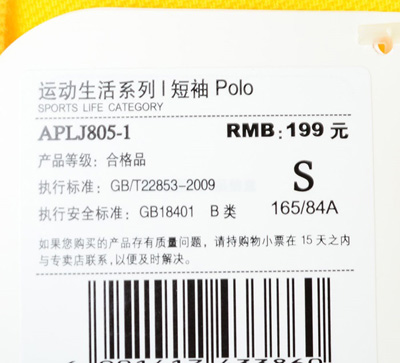 运动生活系列 | 短袖 Polo
SPORTS LIFE CATEGORY
APLJ805-1 RMB: 199 元
产品等级: 合格品
执行标准: GB/T22853-2009 S
执行安全标准: GB18401 B 类 165/84A
如果您购买的产品存有质量问题, 请持购物小票在 15 天之内
与专卖店联系, 以便及时解决。